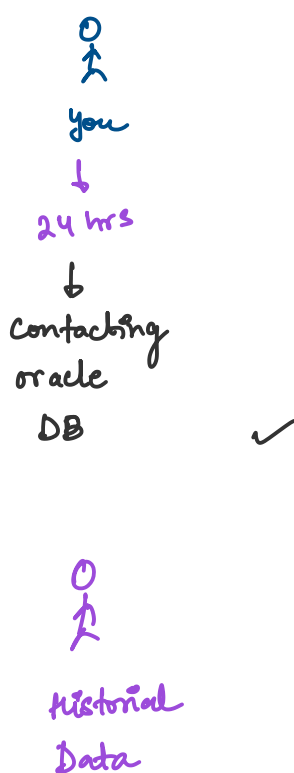 You
24 hrs
Contacting
oracle
DB
Historial
Data